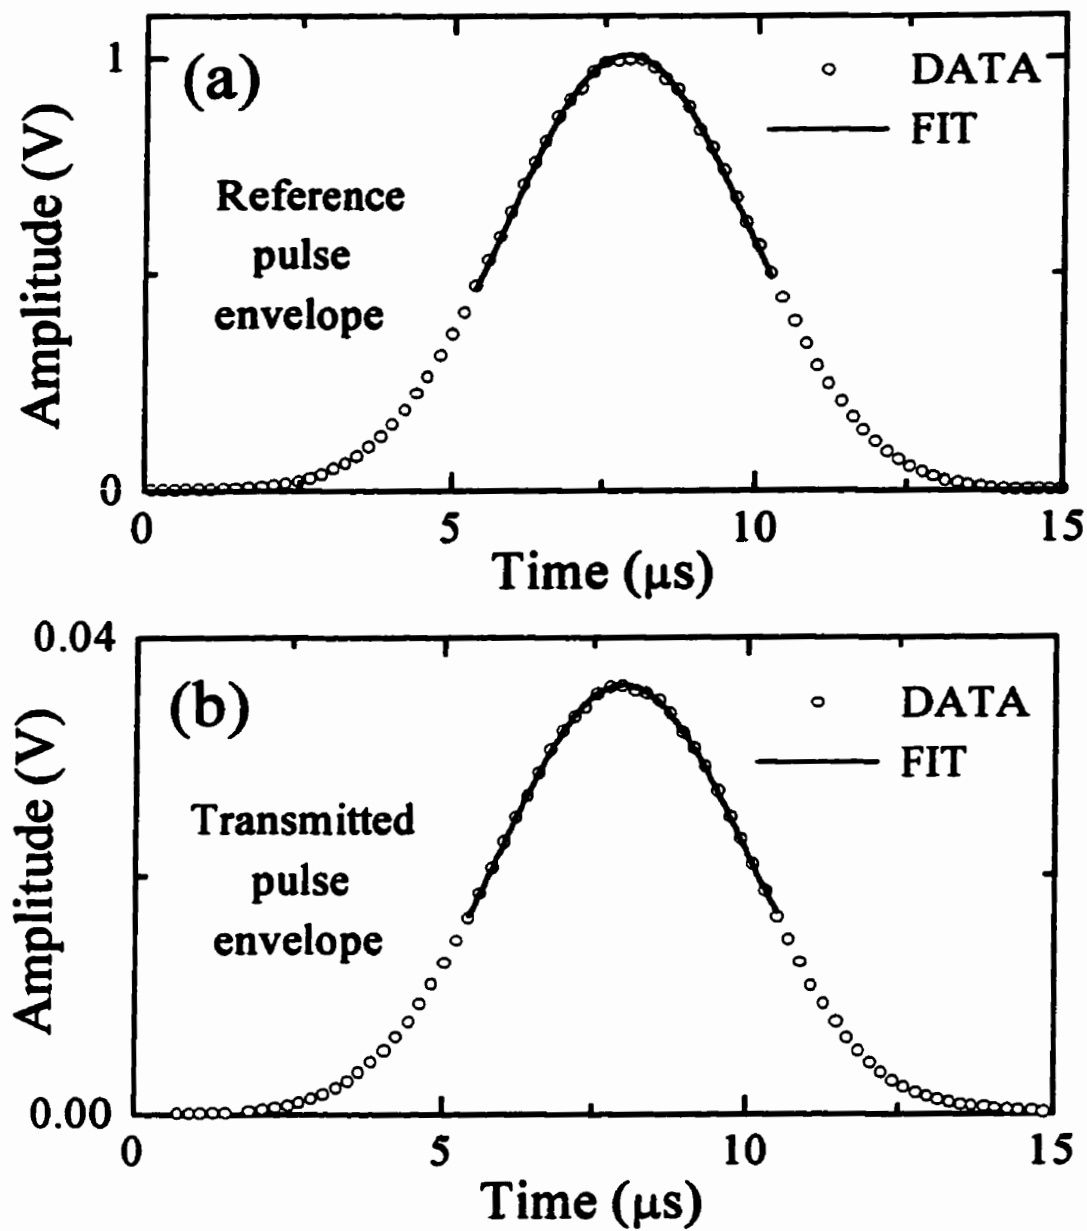 (a)
DATA
FIT
Reference
pulse
envelope
Amplitude (V)
1
0
0 5 10 15
Time (μs)
(b)
DATA
FIT
Transmitted
pulse
envelope
Amplitude (V)
0.04
0.00
0 5 10 15
Time (μs)